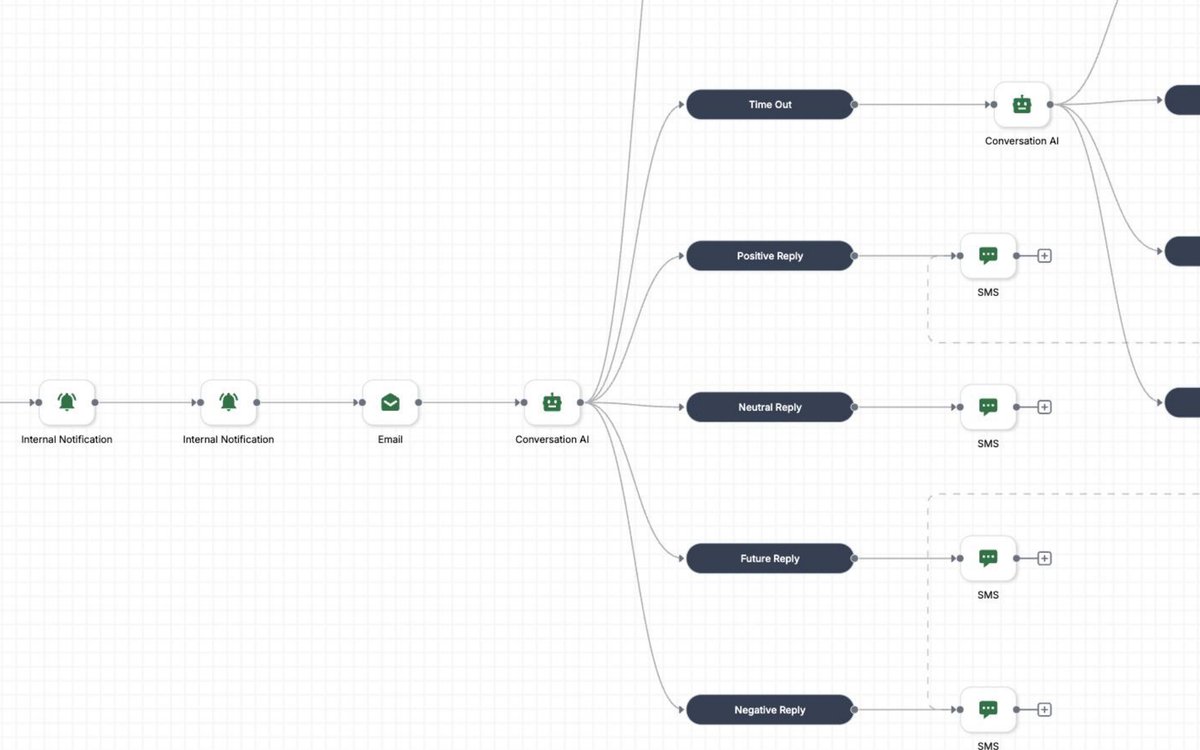 Time Out
Conversation AI
Positive Reply
SMS
Internal Notification
Internal Notification
Email
Conversation AI
Neutral Reply
SMS
Future Reply
SMS
Negative Reply
SMS